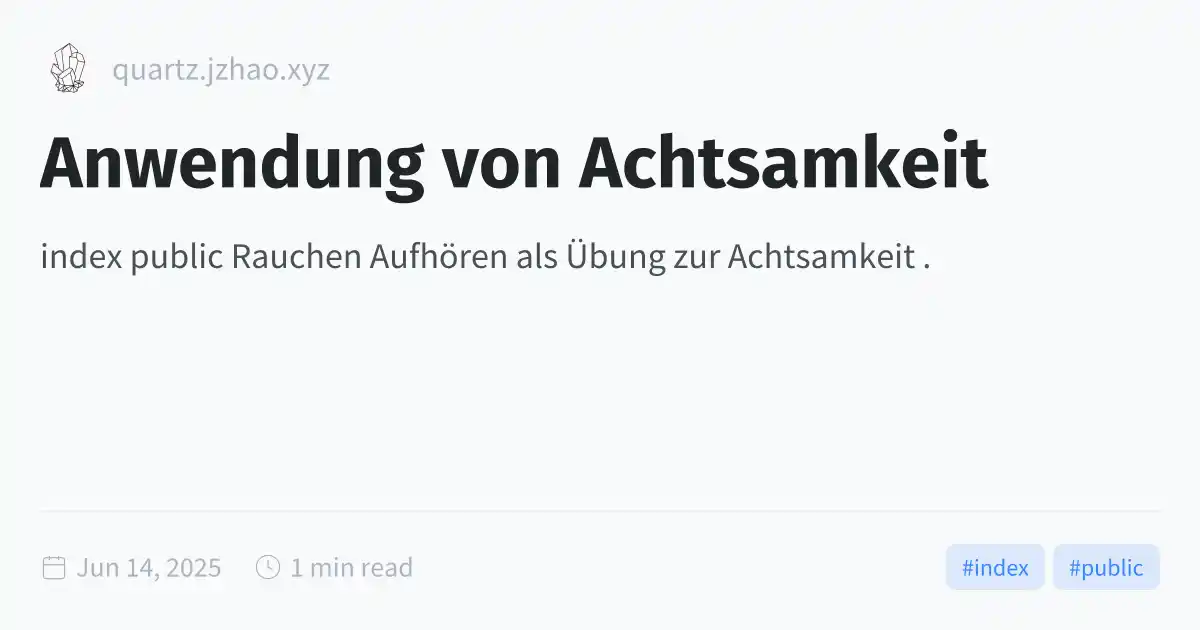 quartz.jzhao.xyz
Anwendung von Achtsamkeit
index public Rauchen Aufhören als Übung zur Achtsamkeit .
Jun 14, 2025 1 min read #index #public